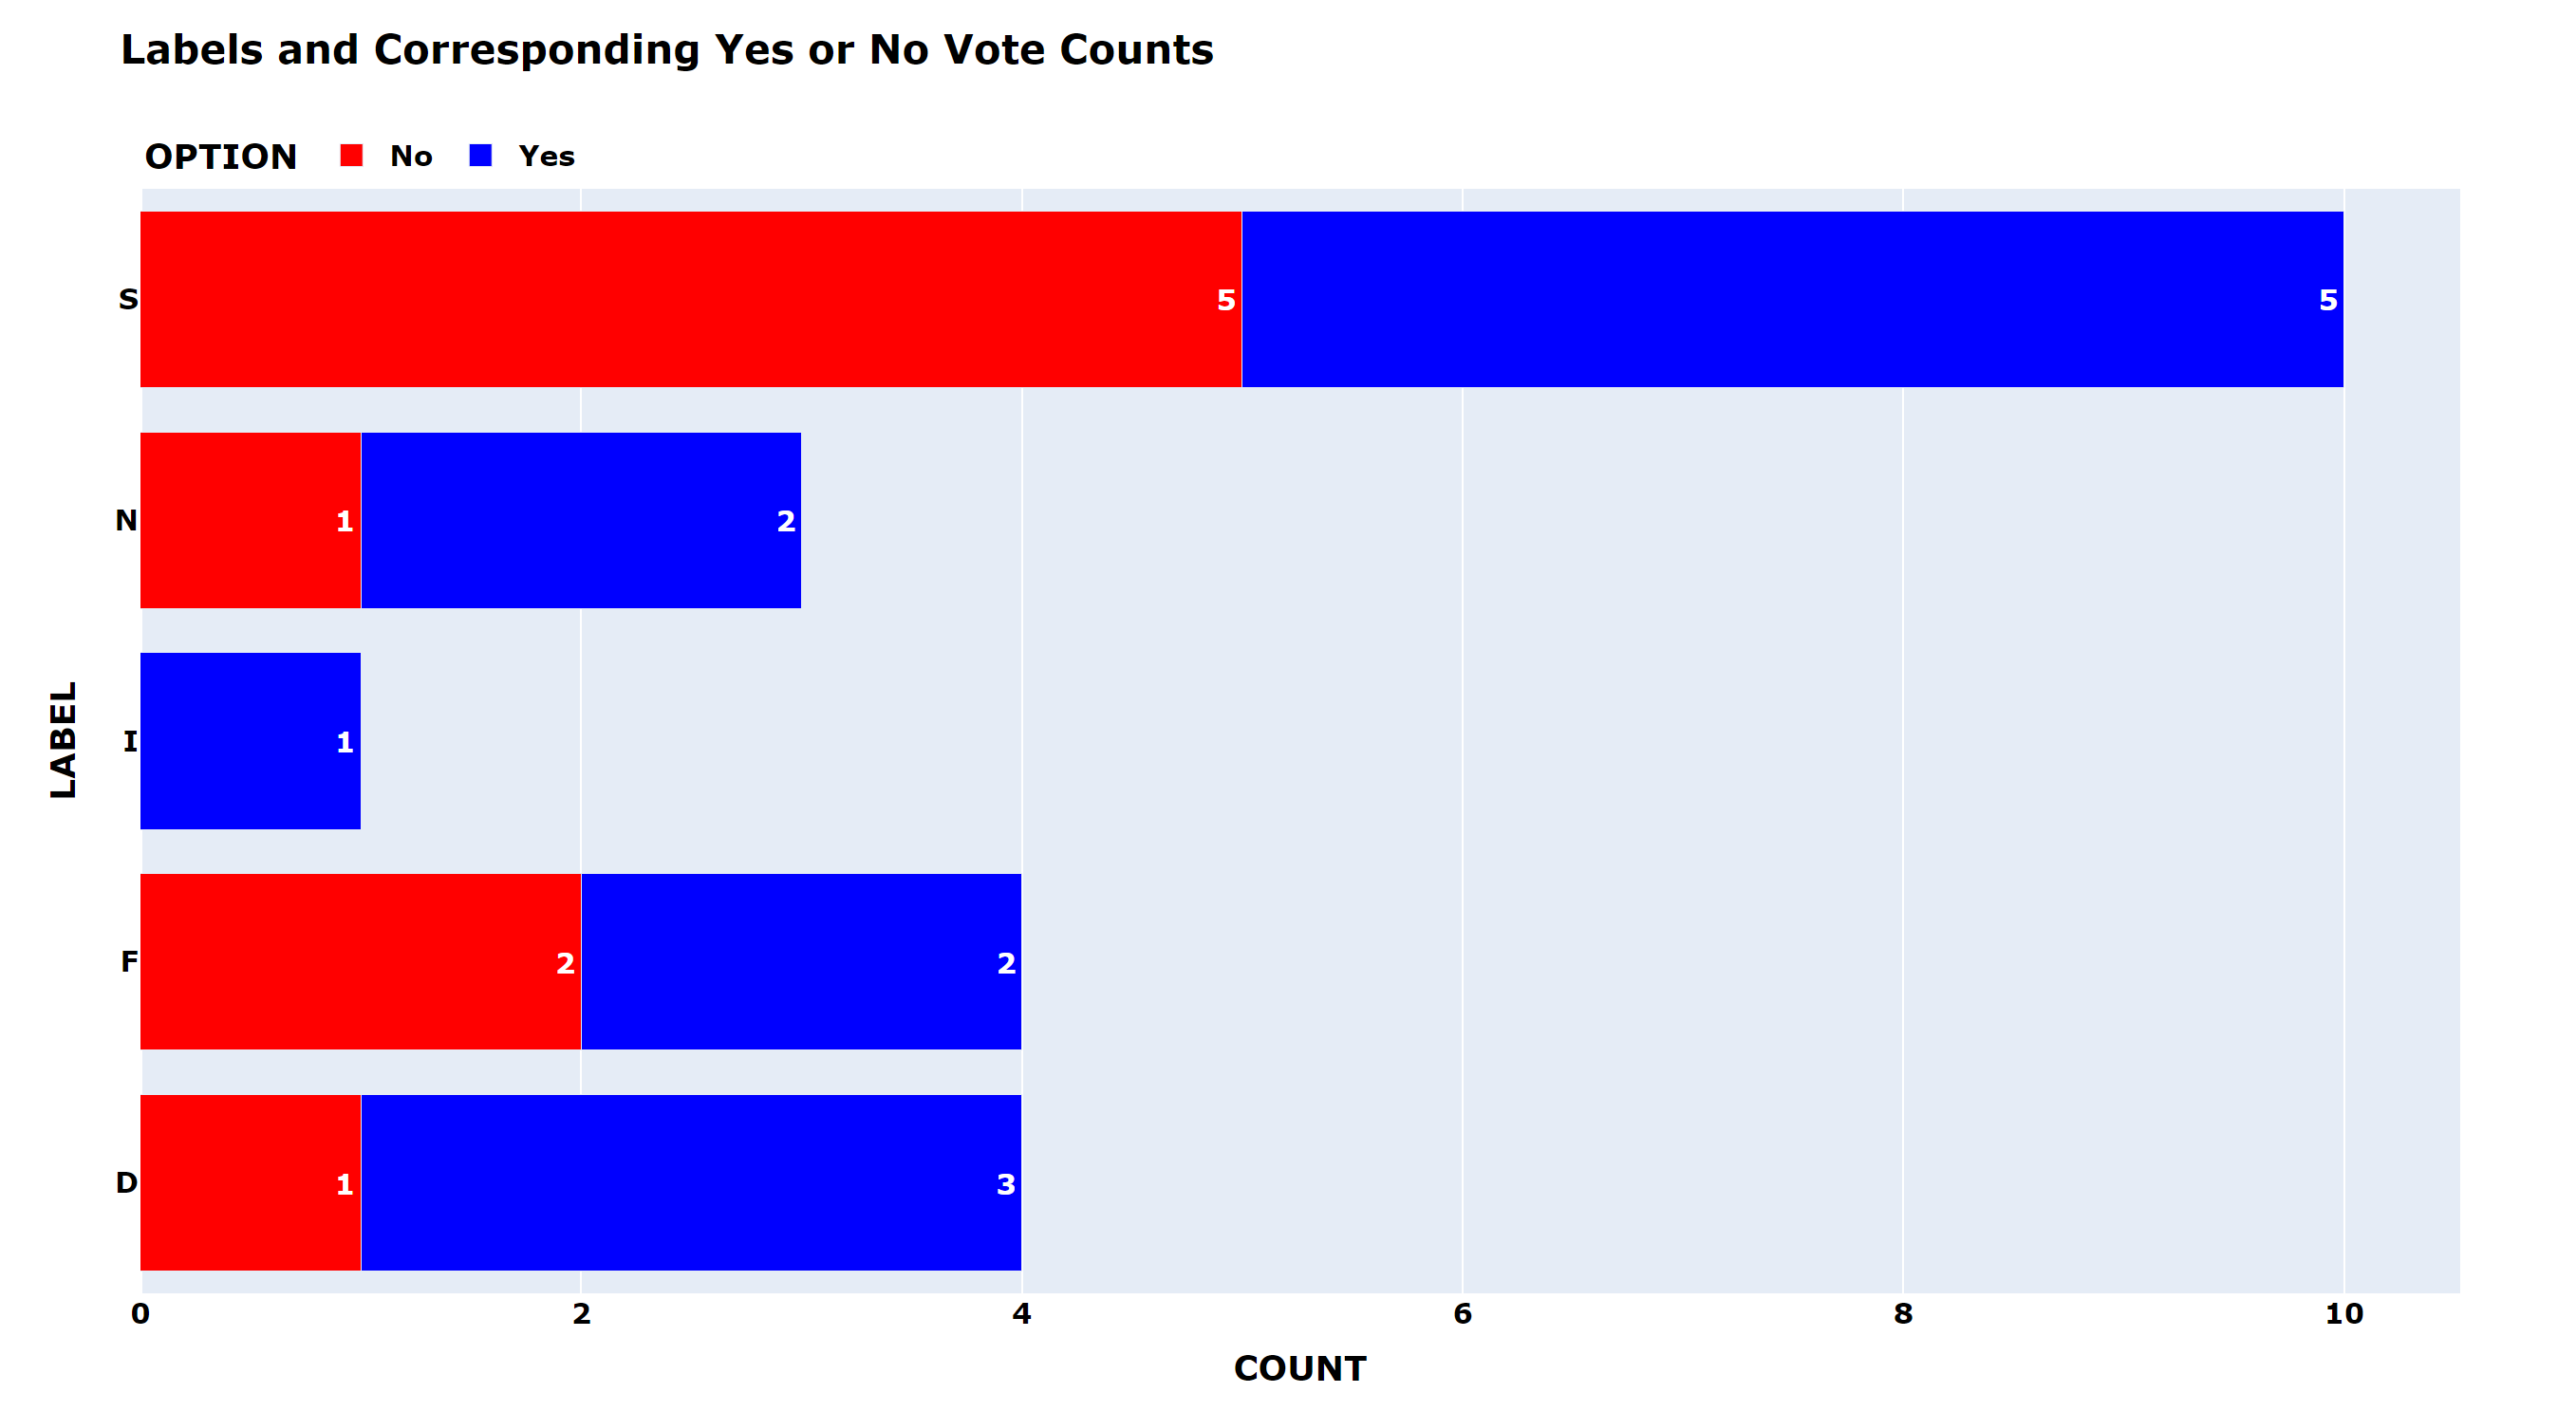 Labels and Corresponding Yes or No Vote Counts
OPTION No Yes
S 5 5
N 1 2
I 1
F 2 2
D 1 3
LABEL
0 2 4 6 8 10
COUNT